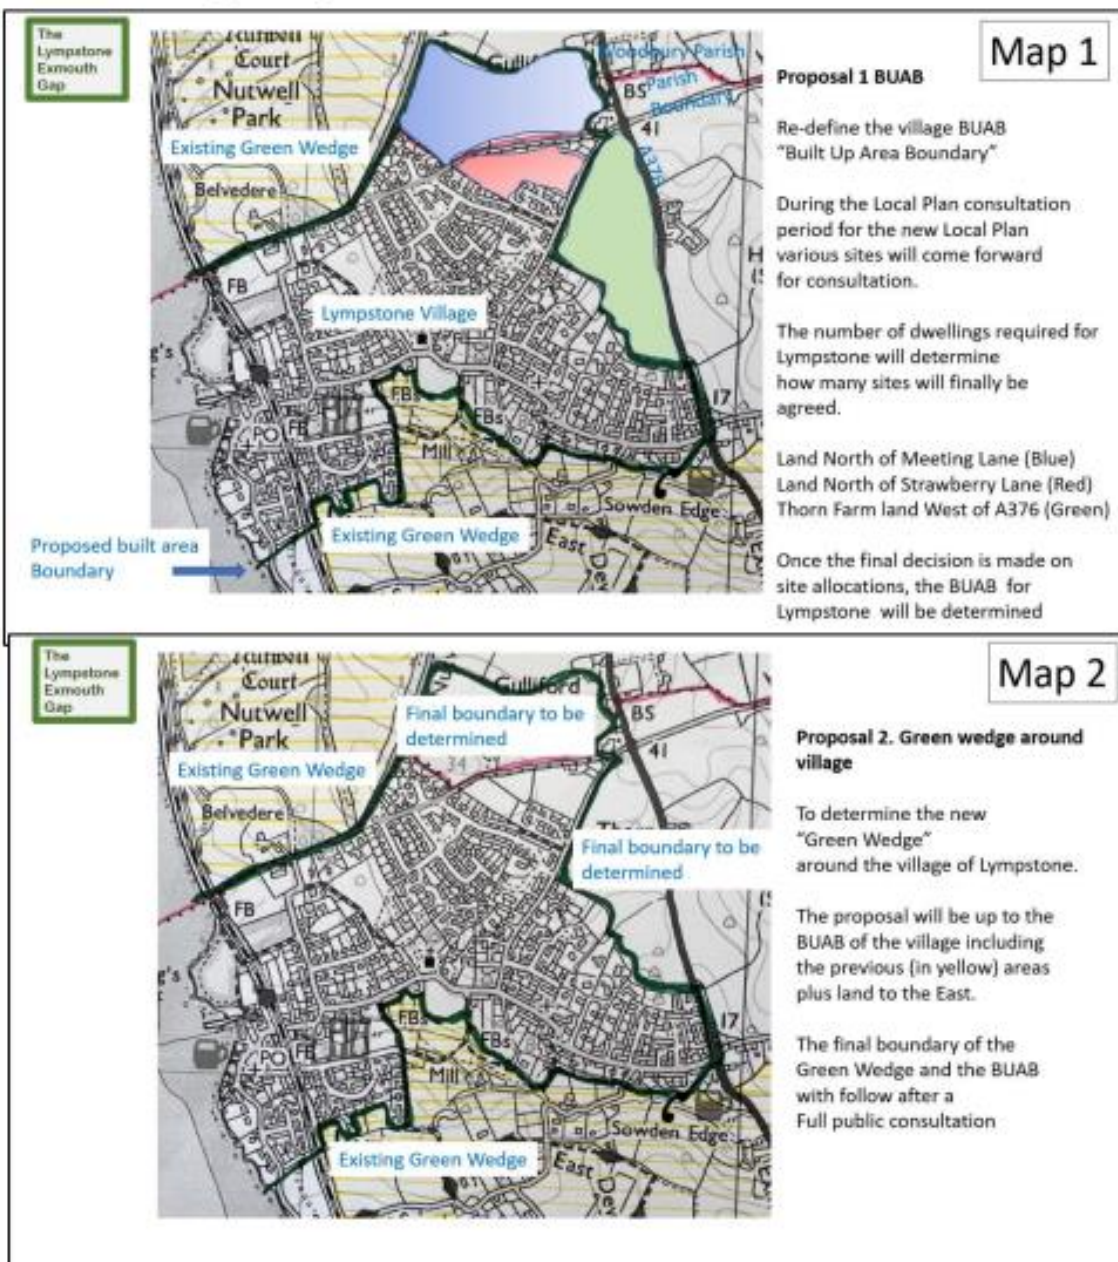 The
Lympstone
Exmouth
Gap
Map 1
Court
Nutwell
Park
Existing Green Wedge
Belvedere
FB
Woodbury Parish
Parish
Boundary
BS
41
A376
Lympstone Village
FBs
FBs
PO
FB
Mill
17
Sowden Edge
Existing Green Wedge
East
Proposed built area
Boundary
Proposal 1 BUAB
Re-define the village BUAB
“Built Up Area Boundary”
During the Local Plan consultation
period for the new Local Plan
various sites will come forward
for consultation.
The number of dwellings required for
Lympstone will determine
how many sites will finally be
agreed.
Land North of Meeting Lane (Blue)
Land North of Strawberry Lane (Red)
Thorn Farm land West of A376 (Green)
Once the final decision is made on
site allocations, the BUAB for
Lympstone will be determined
The
Lympstone
Exmouth
Gap
Map 2
Court
Nutwell
Park
Gulliford
Final boundary to be
determined
BS
41
34
Existing Green Wedge
Belvedere
Final boundary to be
determined
FB
FBs
FBs
PO
FB
Mill
17
Sowden Edge
Existing Green Wedge
East
Proposal 2. Green wedge around
village
To determine the new
“Green Wedge”
around the village of Lympstone.
The proposal will be up to the
BUAB of the village including
the previous (in yellow) areas
plus land to the East.
The final boundary of the
Green Wedge and the BUAB
with follow after a
Full public consultation